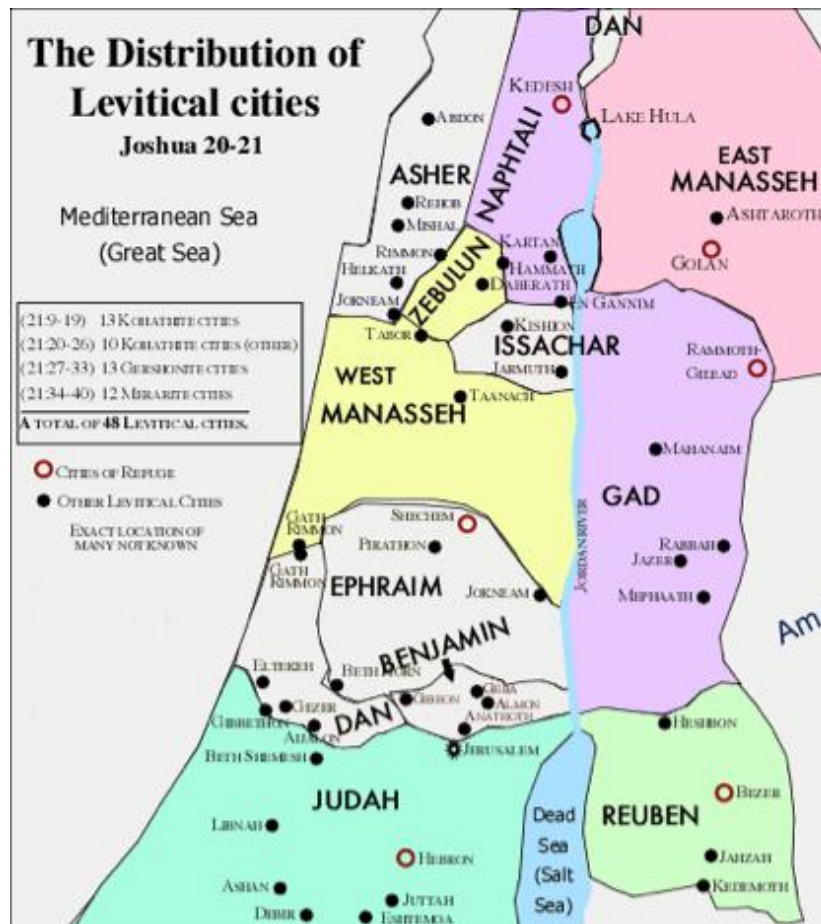 The Distribution of
Levitical cities
Joshua 20-21
Mediterranean Sea
(Great Sea)
(21:9-19) 13 KOHATHITE CITIES
(21:20-26) 10 KOHATHITE CITIES (OTHER)
(21:27-33) 13 GERSHONITE CITIES
(21:34-40) 12 MERARITE CITIES
A TOTAL OF 48 LEVITICAL CITIES.
CITIES OF REFUGE
OTHER LEVITICAL CITIES
EXACT LOCATION OF
MANY NOT KNOWN
DAN
KEDESH
LAKE HULA
ABDON
NAPHTALI
EAST
MANASSEH
ASHER
REHOB
ASHTAROTH
MISHAL
RIMMON
KARTAN
GOLAN
HAMMATH
HELKATH
ZEBULUN
DABERATH
JOKNEAM
EN GANNIM
TABOR
KISHION
ISSACHAR
RAMMOTH-
GILEAD
JARMUTH
WEST
MANASSEH
TAANACH
MAHANAIM
GAD
SHECHEM
GATH
RIMMON
PIRATHON
JORDAN RIVER
RABBAH
JAZER
GATH
RIMMON
EPHRAIM
JOKNEAM
MEPHAATH
Am
BENJAMIN
ELTEKEH
BETH HORN
GIBEON
GEBA
ALMON
GEZER
DAN
ANATHOTH
GIBBETHON
AIJALON
HESHBON
JERUSALEM
BETH SHEMESH
JUDAH
BEZER
REUBEN
LIBNAH
Dead
Sea
(Salt
Sea)
HEBRON
JAHZAH
ASHAN
KEDEMOTH
JUTTAH
DEBER
ESHTEMOA